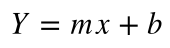 Y = mx + b